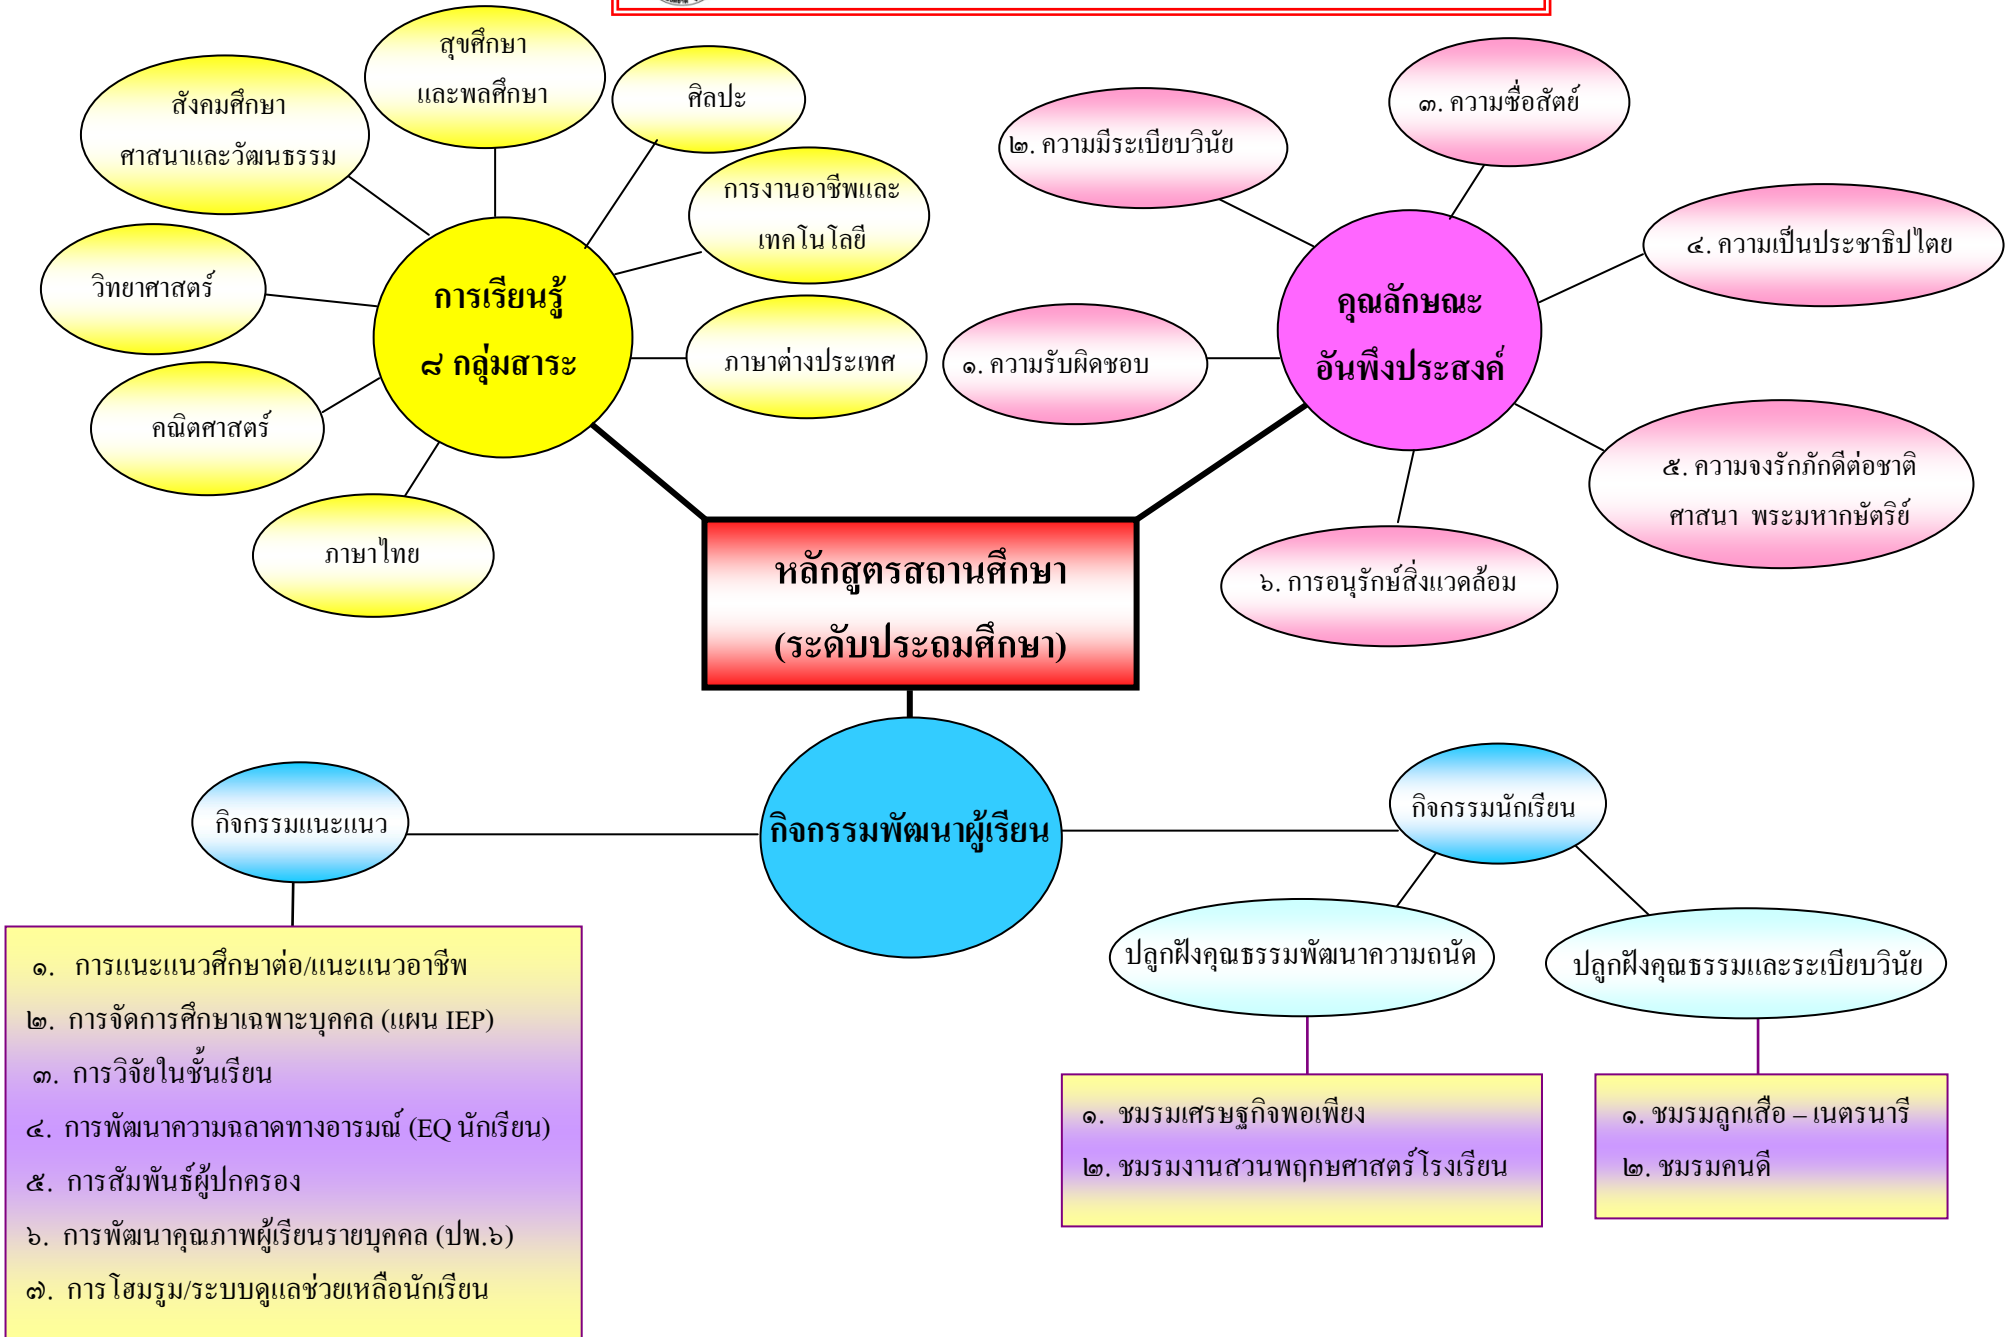 สุขศึกษา
และพลศึกษา
ศิลปะ
สังคมศึกษา
ศาสนาและวัฒนธรรม
การงานอาชีพและ
เทคโนโลยี
วิทยาศาสตร์
การเรียนรู้
๘ กลุ่มสาระ
ภาษาต่างประเทศ
คณิตศาสตร์
ภาษาไทย
๓. ความซื่อสัตย์
๒. ความมีระเบียบวินัย
๔. ความเป็นประชาธิปไตย
คุณลักษณะ
อันพึงประสงค์
๑. ความรับผิดชอบ
๕. ความจงรักภักดีต่อชาติ
ศาสนา พระมหากษัตริย์
๖. การอนุรักษ์สิ่งแวดล้อม
หลักสูตรสถานศึกษา
(ระดับประถมศึกษา)
กิจกรรมแนะแนว
กิจกรรมพัฒนาผู้เรียน
กิจกรรมนักเรียน
ปลูกฝังคุณธรรมพัฒนาความถนัด
ปลูกฝังคุณธรรมและระเบียบวินัย
๑. การแนะแนวศึกษาต่อ/แนะแนวอาชีพ
๒. การจัดการศึกษาเฉพาะบุคคล (แผน IEP)
๓. การวิจัยในชั้นเรียน
๔. การพัฒนาความฉลาดทางอารมณ์ (EQ นักเรียน)
๕. การสัมพันธ์ผู้ปกครอง
๖. การพัฒนาคุณภาพผู้เรียนรายบุคคล (ปพ.๖)
๗. การโฮมรูม/ระบบดูแลช่วยเหลือนักเรียน
๑. ชมรมเศรษฐกิจพอเพียง
๒. ชมรมงานสวนพฤกษศาสตร์โรงเรียน
๑. ชมรมลูกเสือ – เนตรนารี
๒. ชมรมคนดี